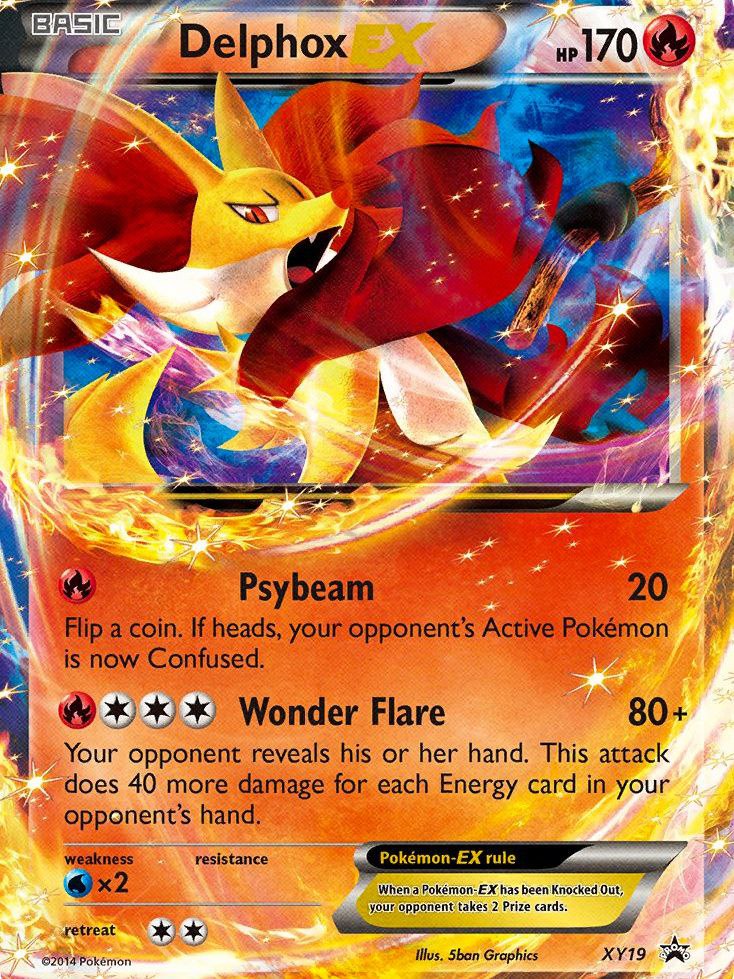 BASIC
Delphox EX
HP 170
Psybeam 20
Flip a coin. If heads, your opponent's Active Pokémon
is now Confused.
Wonder Flare 80+
Your opponent reveals his or her hand. This attack
does 40 more damage for each Energy card in your
opponent's hand.
weakness resistance
×2
Pokémon-EX rule
When a Pokémon-EX has been Knocked Out,
your opponent takes 2 Prize cards.
retreat
©2014 Pokémon
Illus. 5ban Graphics
XY19
PROMO